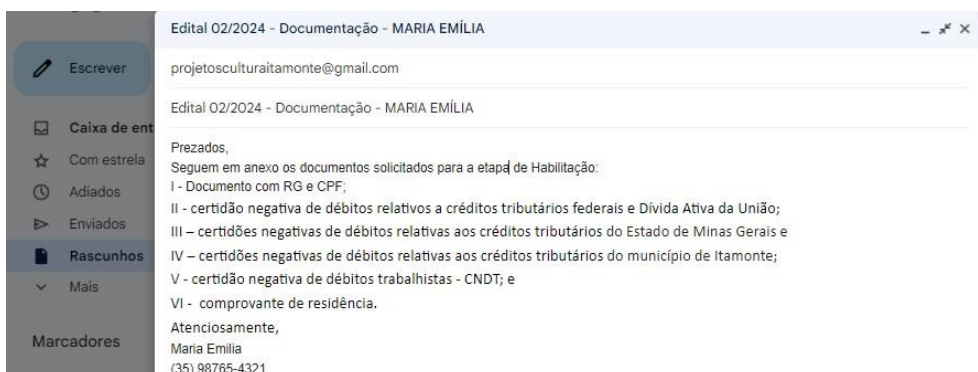 Edital 02/2024 - Documentação - MARIA EMÍLIA
Escrever
projetosculturaitamonte@gmail.com
Edital 02/2024 - Documentação - MARIA EMÍLIA
Caixa de ent
Com estrela
Adiados
Enviados
Rascunhos
Mais
Marcadores
Prezados,
Seguem em anexo os documentos solicitados para a etapa de Habilitação:
I - Documento com RG e CPF;
II - certidão negativa de débitos relativos a créditos tributários federais e Dívida Ativa da União;
III – certidões negativas de débitos relativas aos créditos tributários do Estado de Minas Gerais e
IV – certidões negativas de débitos relativas aos créditos tributários do município de Itamonte;
V - certidão negativa de débitos trabalhistas - CNDT; e
VI - comprovante de residência.
Atenciosamente,
Maria Emilia
(35) 98765-4321